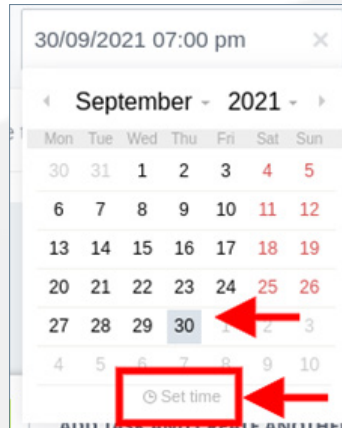 30/09/2021 07:00 pm
September 2021
Mon Tue Wed Thu Fri Sat Sun
30 31 1 2 3 4 5
6 7 8 9 10 11 12
13 14 15 16 17 18 19
20 21 22 23 24 25 26
27 28 29 30 1 2 3
4 5 6 7 8 9 10
Set time